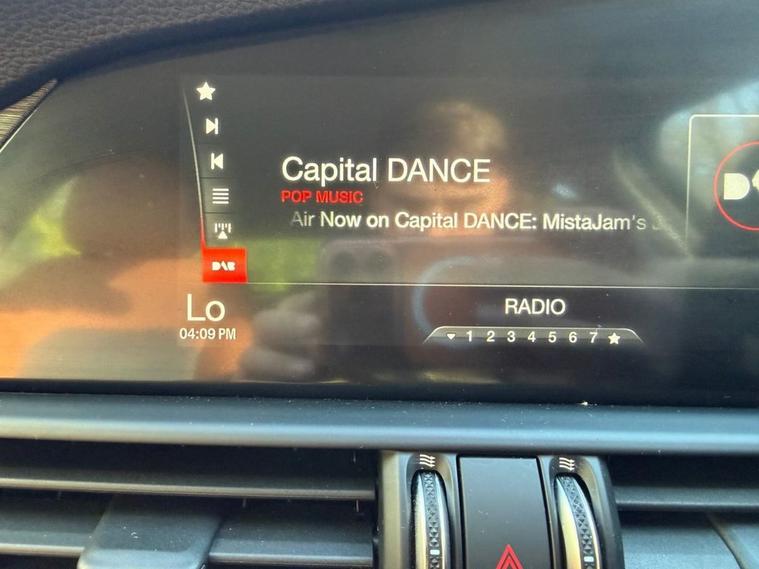 Capital DANCE
POP MUSIC
Air Now on Capital DANCE: MistaJam's
DAB
Lo
04:09 PM
RADIO
1 2 3 4 5 6 7